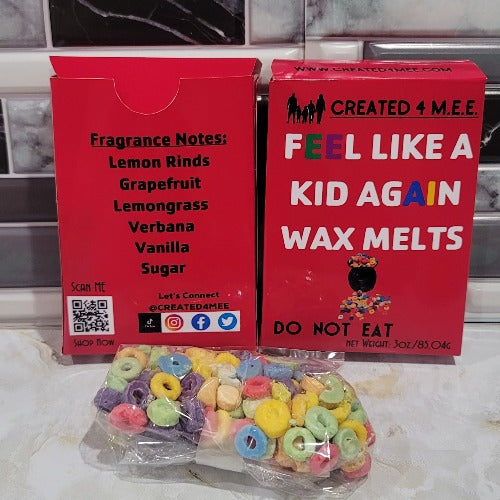 Fragrance Notes:
Lemon Rinds
Grapefruit
Lemongrass
Verbana
Vanilla
Sugar
Scan ME
Shop Now
Let's Connect
@CREATED4MEE
WWW.CREATED4MEE.COM
CREATED 4 M.E.E.
FEEL LIKE A
KID AGAIN
WAX MELTS
DO NOT EAT
Net Weight: 3oz/85.04g